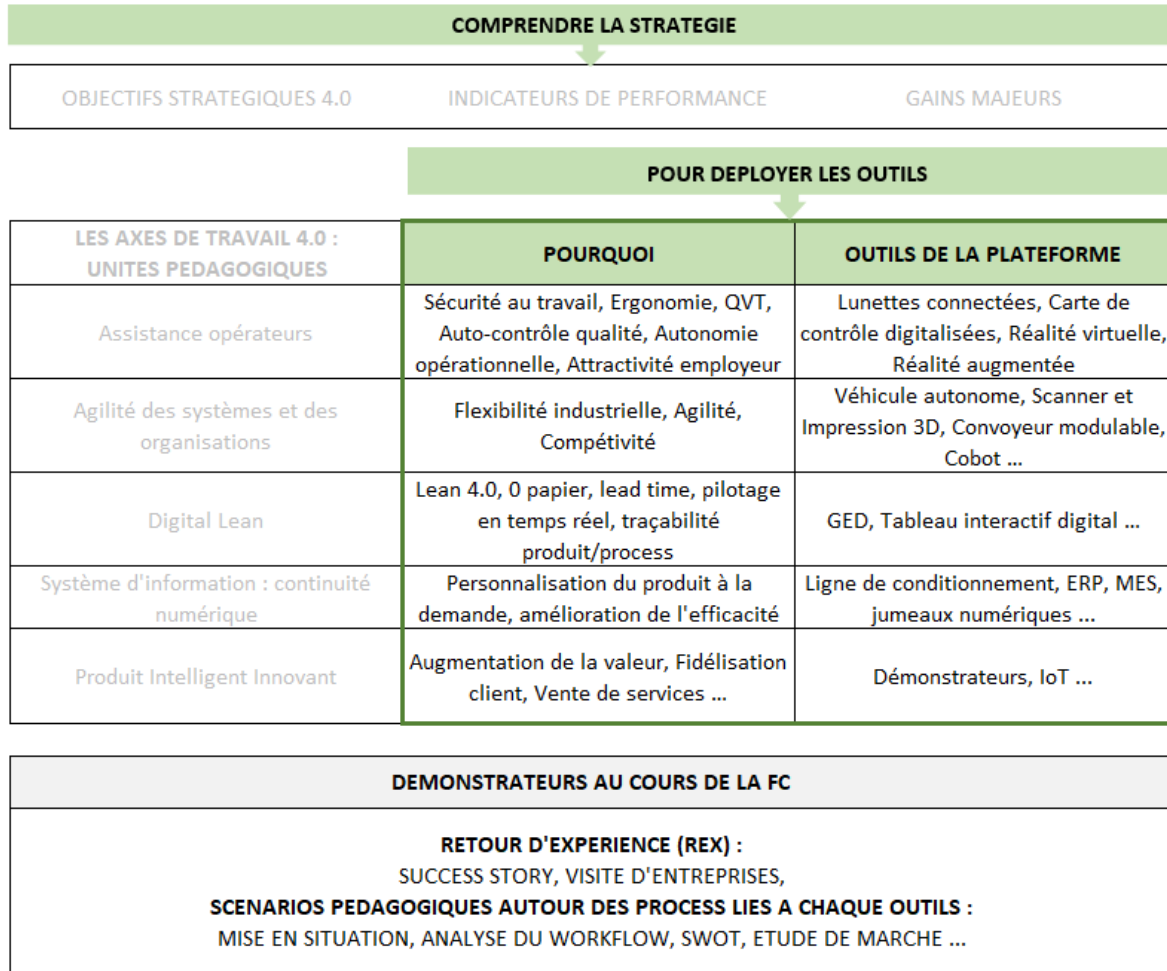 COMPRENDRE LA STRATEGIE
OBJECTIFS STRATEGIQUES 4.0 INDICATEURS DE PERFORMANCE GAINS MAJEURS
POUR DEPLOYER LES OUTILS
LES AXES DE TRAVAIL 4.0 :
UNITES PEDAGOGIQUES
POURQUOI
OUTILS DE LA PLATEFORME
Assistance opérateurs
Sécurité au travail, Ergonomie, QVT,
Auto-contrôle qualité, Autonomie
opérationnelle, Attractivité employeur
Lunettes connectées, Carte de
contrôle digitalisées, Réalité virtuelle,
Réalité augmentée
Agilité des systèmes et des
organisations
Flexibilité industrielle, Agilité,
Compétivité
Véhicule autonome, Scanner et
Impression 3D, Convoyeur modulable,
Cobot ...
Digital Lean
Lean 4.0, 0 papier, lead time, pilotage
en temps réel, traçabilité
produit/process
GED, Tableau interactif digital ...
Système d'information : continuité
numérique
Personnalisation du produit à la
demande, amélioration de l'efficacité
Ligne de conditionnement, ERP, MES,
jumeaux numériques ...
Produit Intelligent Innovant
Augmentation de la valeur, Fidélisation
client, Vente de services ...
Démonstrateurs, IoT ...
DEMONSTRATEURS AU COURS DE LA FC
RETOUR D'EXPERIENCE (REX) :
SUCCESS STORY, VISITE D'ENTREPRISES,
SCENARIOS PEDAGOGIQUES AUTOUR DES PROCESS LIES A CHAQUE OUTILS :
MISE EN SITUATION, ANALYSE DU WORKFLOW, SWOT, ETUDE DE MARCHE ...